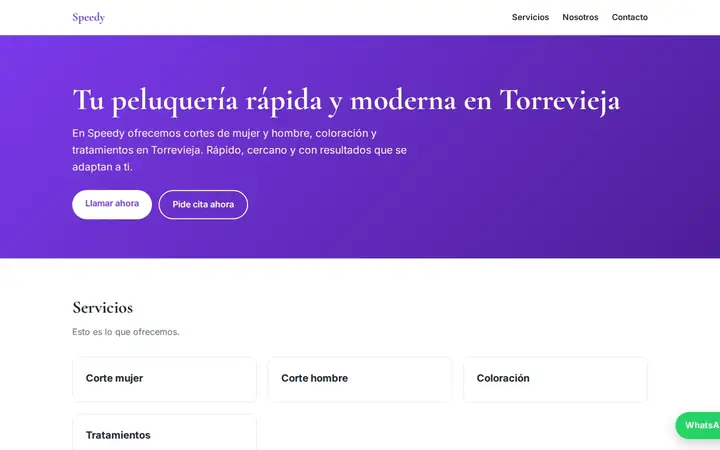 Speedy
Servicios Nosotros Contacto
Tu peluquería rápida y moderna en Torrevieja
En Speedy ofrecemos cortes de mujer y hombre, coloración y
tratamientos en Torrevieja. Rápido, cercano y con resultados que se
adaptan a ti.
Llamar ahora
Pide cita ahora
Servicios
Esto es lo que ofrecemos.
Corte mujer
Corte hombre
Coloración
Tratamientos